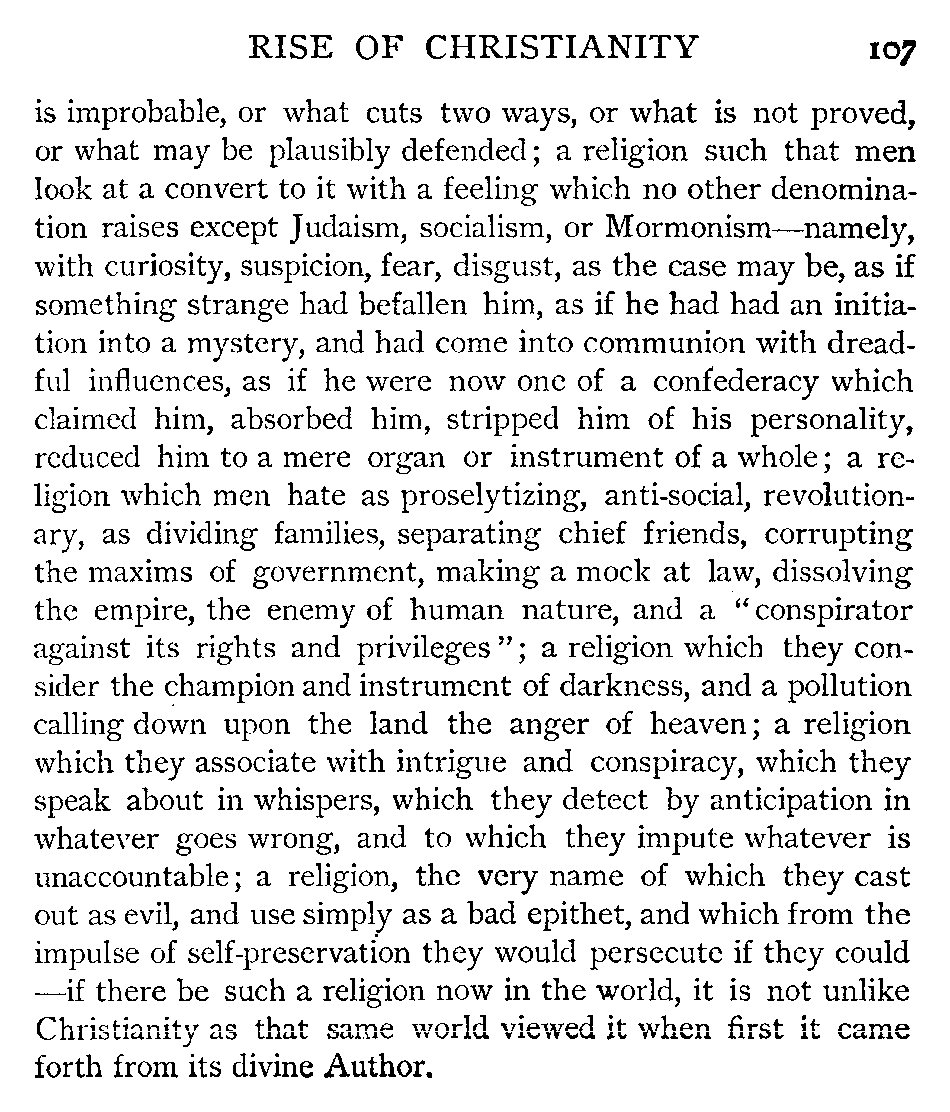 RISE OF CHRISTIANITY 107
is improbable, or what cuts two ways, or what is not proved,
or what may be plausibly defended; a religion such that men
look at a convert to it with a feeling which no other denomina-
tion raises except Judaism, socialism, or Mormonism—namely,
with curiosity, suspicion, fear, disgust, as the case may be, as if
something strange had befallen him, as if he had had an initia-
tion into a mystery, and had come into communion with dread-
ful influences, as if he were now one of a confederacy which
claimed him, absorbed him, stripped him of his personality,
reduced him to a mere organ or instrument of a whole; a re-
ligion which men hate as proselytizing, anti-social, revolution-
ary, as dividing families, separating chief friends, corrupting
the maxims of government, making a mock at law, dissolving
the empire, the enemy of human nature, and a “conspirator
against its rights and privileges”; a religion which they con-
sider the champion and instrument of darkness, and a pollution
calling down upon the land the anger of heaven; a religion
which they associate with intrigue and conspiracy, which they
speak about in whispers, which they detect by anticipation in
whatever goes wrong, and to which they impute whatever is
unaccountable; a religion, the very name of which they cast
out as evil, and use simply as a bad epithet, and which from the
impulse of self-preservation they would persecute if they could
—if there be such a religion now in the world, it is not unlike
Christianity as that same world viewed it when first it came
forth from its divine Author.